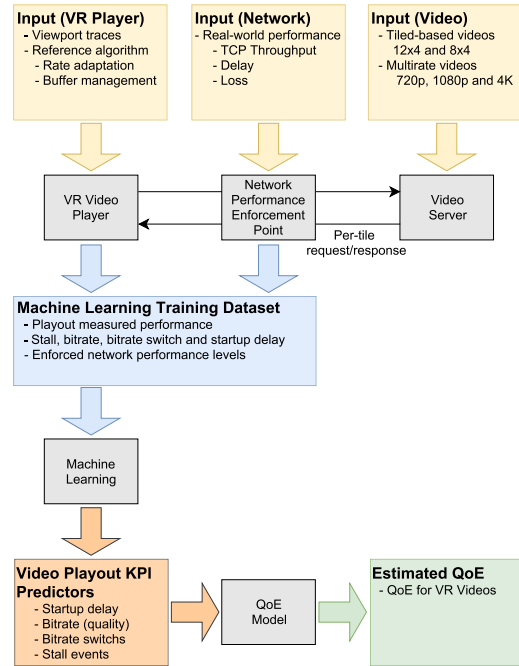 Input (VR Player)
- Viewport traces
- Reference algorithm
- Rate adaptation
- Buffer management
Input (Network)
- Real-world performance
- TCP Throughput
- Delay
- Loss
Input (Video)
- Tiled-based videos
12x4 and 8x4
- Multirate videos
720p, 1080p and 4K
VR Video
Player
Network
Performance
Enforcement
Point
Video
Server
Per-tile
request/response
Machine Learning Training Dataset
- Playout measured performance
- Stall, bitrate, bitrate switch and startup delay
- Enforced network performance levels
Machine
Learning
Video Playout KPI
Predictors
- Startup delay
- Bitrate (quality)
- Bitrate switchs
- Stall events
QoE
Model
Estimated QoE
- QoE for VR Videos